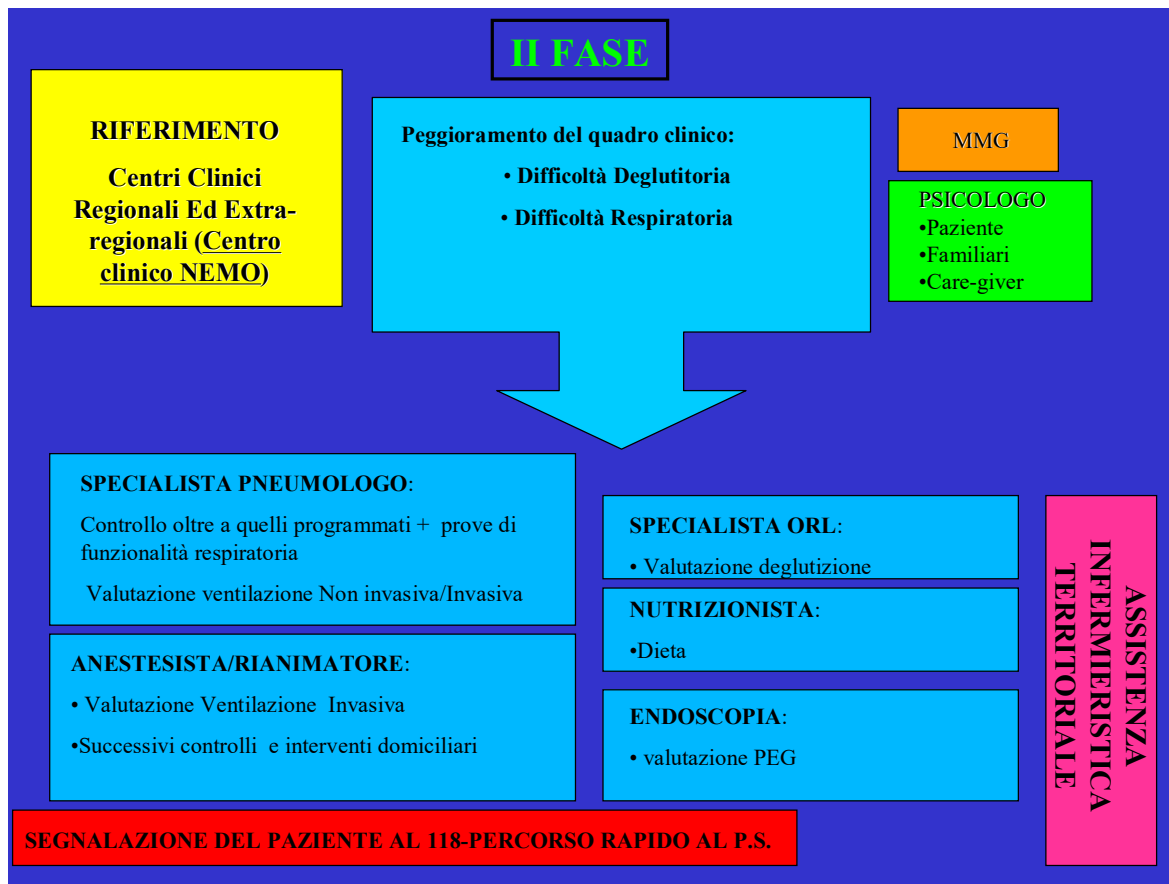 II FASE
RIFERIMENTO
Centri Clinici
Regionali Ed Extra-
regionali (Centro
clinico NEMO)
Peggioramento del quadro clinico:
• Difficoltà Deglutitoria
• Difficoltà Respiratoria
MMG
PSICOLOGO
•Paziente
•Familiari
•Care-giver
SPECIALISTA PNEUMOLOGO:
Controllo oltre a quelli programmati + prove di
funzionalità respiratoria
Valutazione ventilazione Non invasiva/Invasiva
ANESTESISTA/RIANIMATORE:
• Valutazione Ventilazione Invasiva
•Successivi controlli e interventi domiciliari
SPECIALISTA ORL:
• Valutazione deglutizione
NUTRIZIONISTA:
•Dieta
ENDOSCOPIA:
• valutazione PEG
ASSISTENZA
INFERMIERISTICA
TERRITORIALE
SEGNALAZIONE DEL PAZIENTE AL 118-PERCORSO RAPIDO AL P.S.